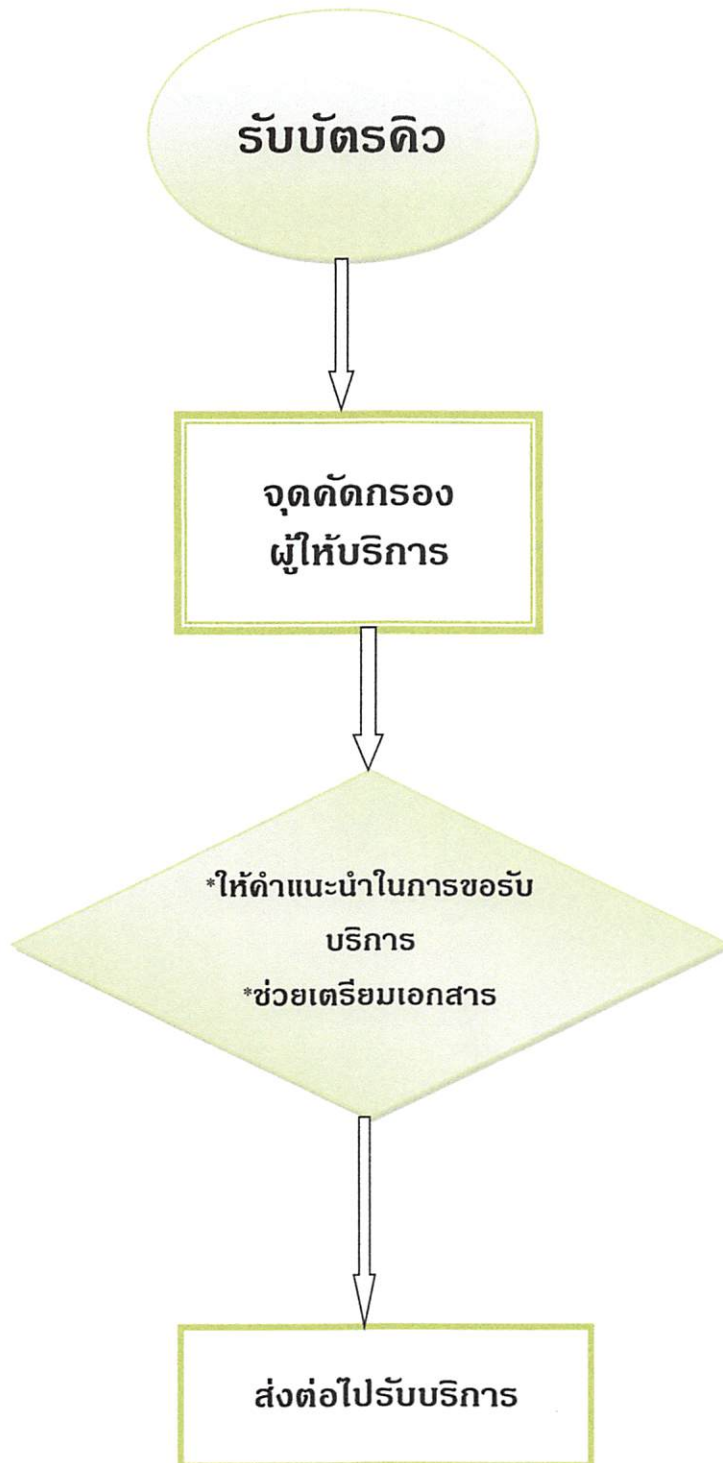 รับบัตรคิว
จุดคัดกรอง
ผู้ให้บริการ
*ให้คำแนะนำในการขอรับ
บริการ
*ช่วยเตรียมเอกสาร
ส่งต่อไปรับบริการ